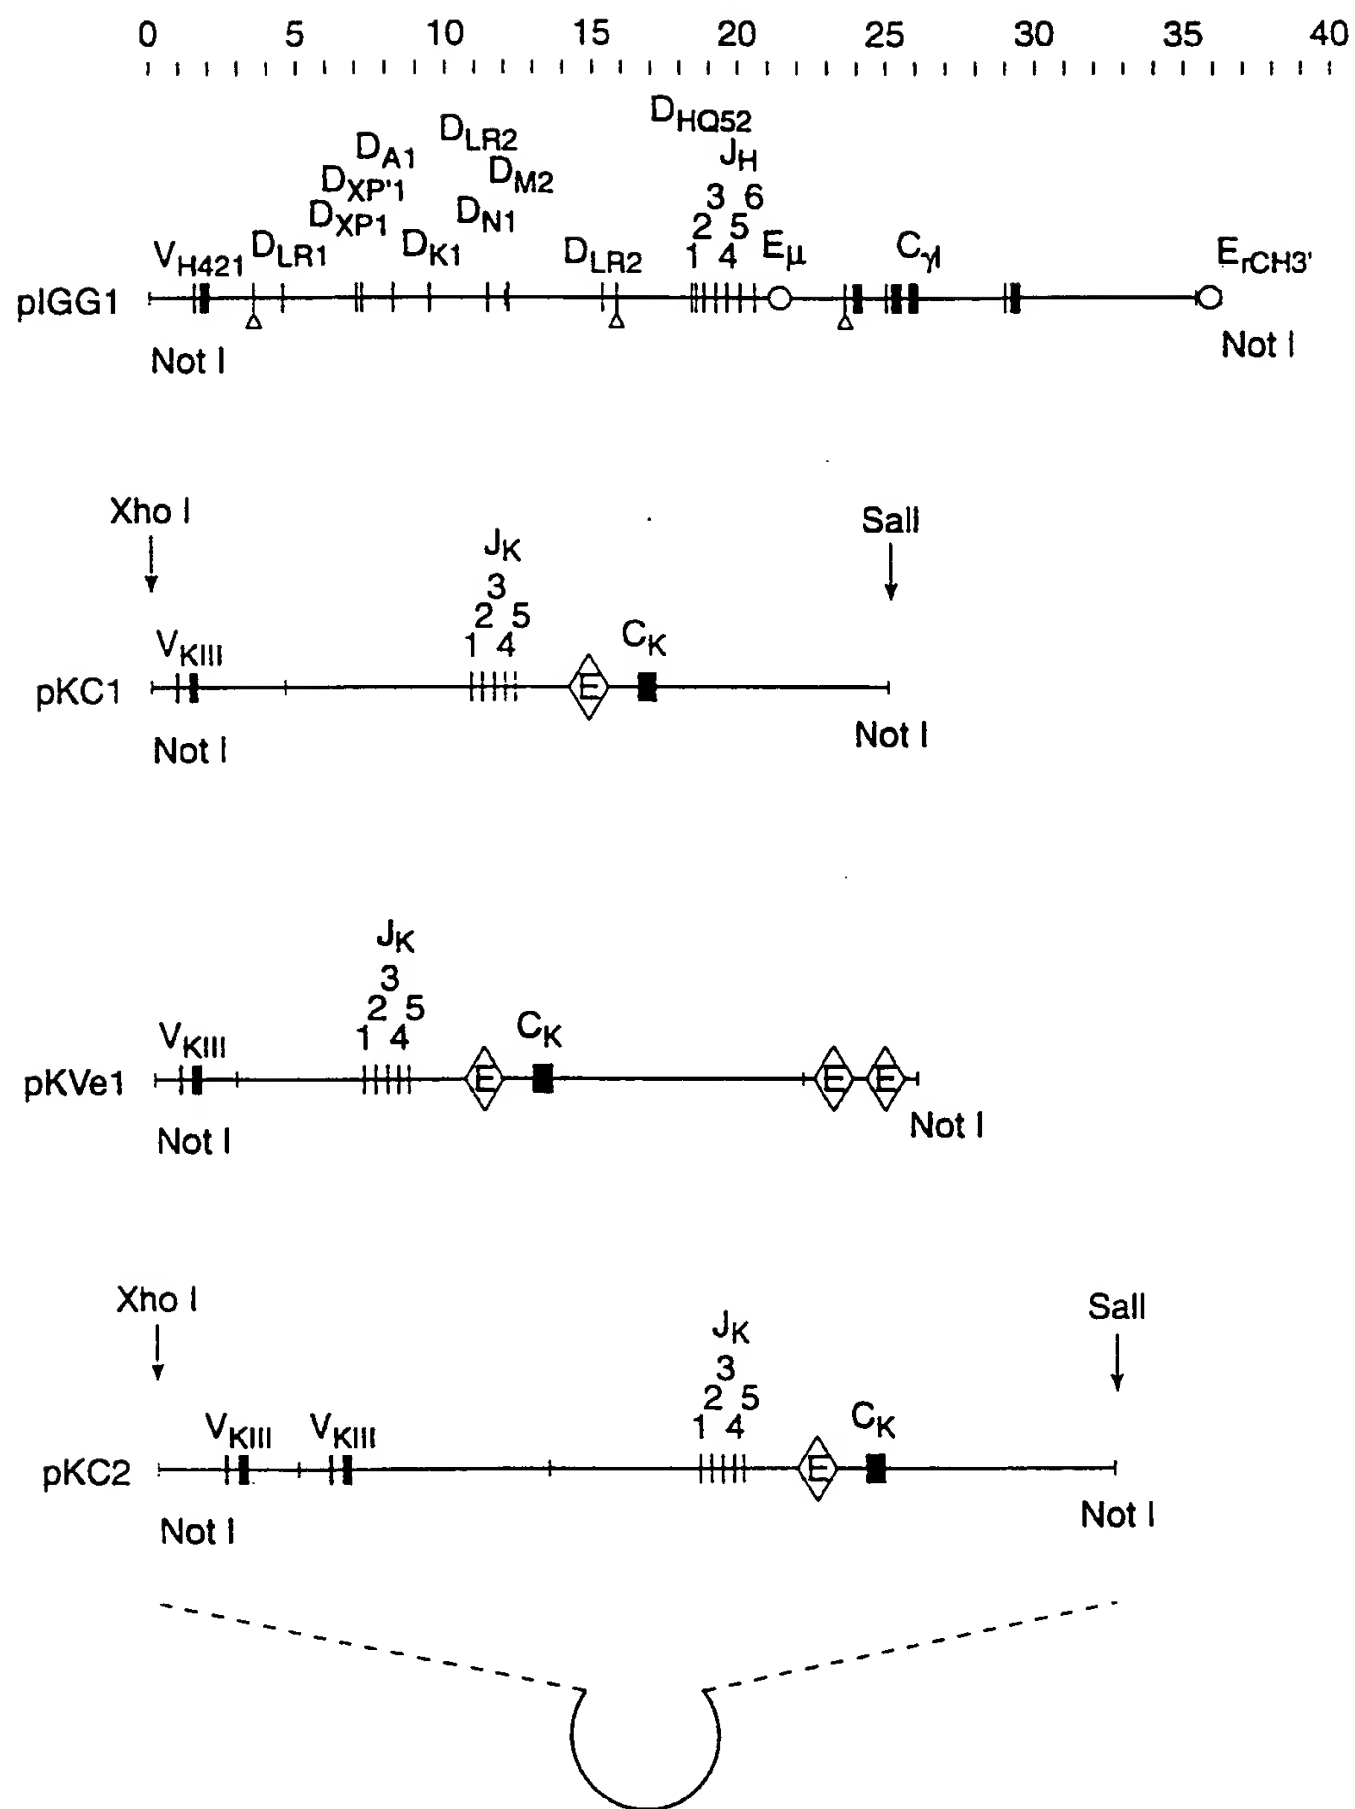 0 5 10 15 20 25 30 35 40
DHQ52
DLR2
JH
DA1
DM2
DXP'1
3 6
DXP1
DN1
2 5
VH421 DLR1 DK1 DLR2 1 4 Eμ CγI ErCH3'
pIGG1
Not I Not I
Xho I SalI
JK
3
2 5
1 4
VKIII CK
E
pKC1
Not I Not I
JK
3
2 5
1 4
VKIII CK
pKVe1 E E E
Not I Not I
Xho I SalI
JK
3
2 5
1 4
VKIII VKIII CK
pKC2 E
Not I Not I